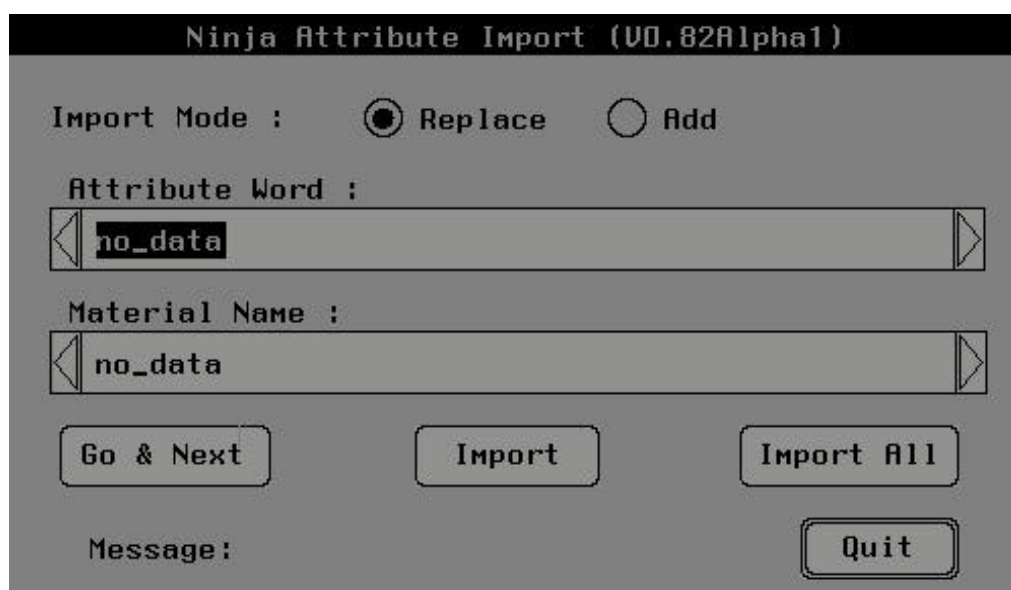 Ninja Attribute Import (V0.82Alpha1)
Import Mode : Replace Add
Attribute Word :
no_data
Material Name :
no_data
Go & Next Import Import All
Message: Quit